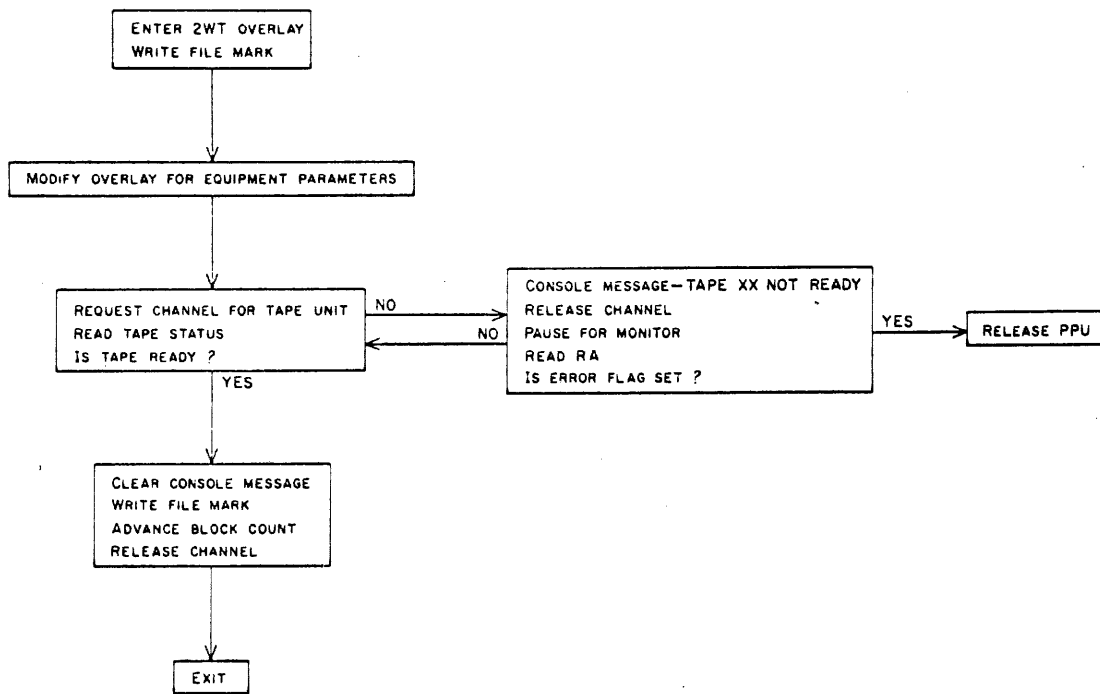 ENTER 2WT OVERLAY
WRITE FILE MARK
MODIFY OVERLAY FOR EQUIPMENT PARAMETERS
REQUEST CHANNEL FOR TAPE UNIT
READ TAPE STATUS
IS TAPE READY ?
NO
NO
YES
CONSOLE MESSAGE—TAPE XX NOT READY
RELEASE CHANNEL
PAUSE FOR MONITOR
READ RA
IS ERROR FLAG SET ?
YES
RELEASE PPU
CLEAR CONSOLE MESSAGE
WRITE FILE MARK
ADVANCE BLOCK COUNT
RELEASE CHANNEL
EXIT